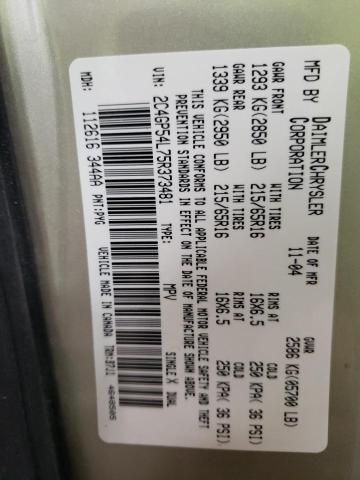 MFD BY DAIMLERCHRYSLER CORPORATION DATE OF MFR 11-04 GVWR 2586 KG(05700 LB)
GAWR FRONT WITH TIRES RIMS AT COLD
1293 KG(2850 LB) 215/65R16 16X6.5 250 KPA( 36 PSI)
GAWR REAR WITH TIRES RIMS AT COLD
1339 KG(2950 LB) 215/65R16 16X6.5 250 KPA( 36 PSI)
THIS VEHICLE CONFORMS TO ALL APPLICABLE FEDERAL MOTOR VEHICLE SAFETY AND THEFT
PREVENTION STANDARDS IN EFFECT ON THE DATE OF MANUFACTURE SHOWN ABOVE.
VIN: 2C4GP54L75R373481 TYPE: MPV SINGLE X DUAL
MDH: 112616 344AA PNT:PYG VEHICLE MADE IN CANADA